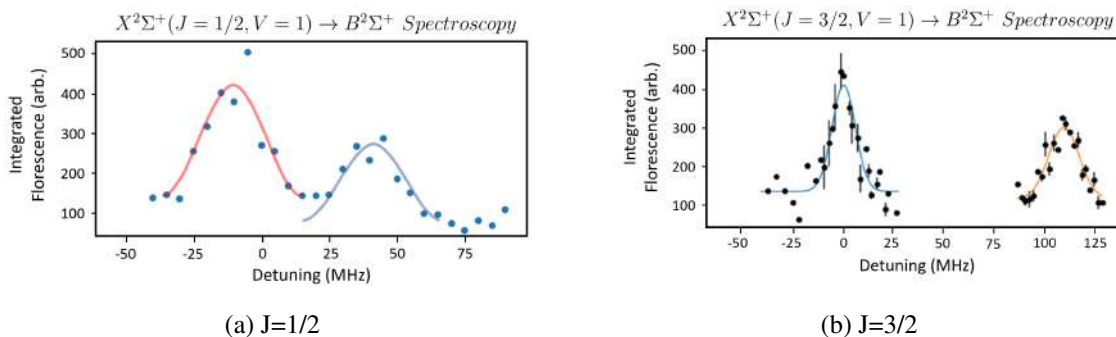 X²Σ⁺(J = 1/2, V = 1) → B²Σ⁺ Spectroscopy
500
400
300
200
100
Integrated
Florescence (arb.)
-50
-25
0
25
50
75
Detuning (MHz)
(a) J=1/2
X²Σ⁺(J = 3/2, V = 1) → B²Σ⁺ Spectroscopy
500
400
300
200
100
Integrated
Florescence (arb.)
-50
-25
0
25
50
75
100
125
Detuning (MHz)
(b) J=3/2